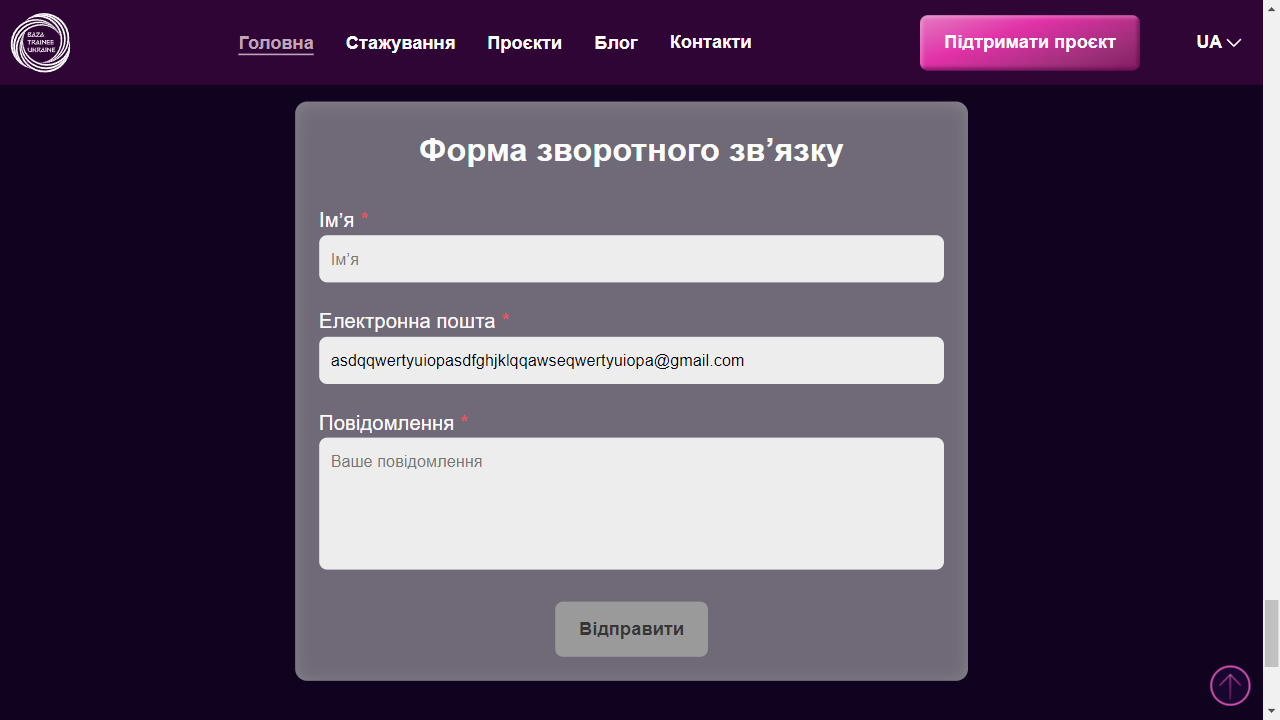 BAZA
TRAINEE
UKRAINE
Головна Стажування Проєкти Блог Контакти Підтримати проєкт UA
Форма зворотного зв’язку
Ім’я *
Ім’я
Електронна пошта *
asdqqwertyuiopasdfghjklqqawseqwertyuiopa@gmail.com
Повідомлення *
Ваше повідомлення
Відправити